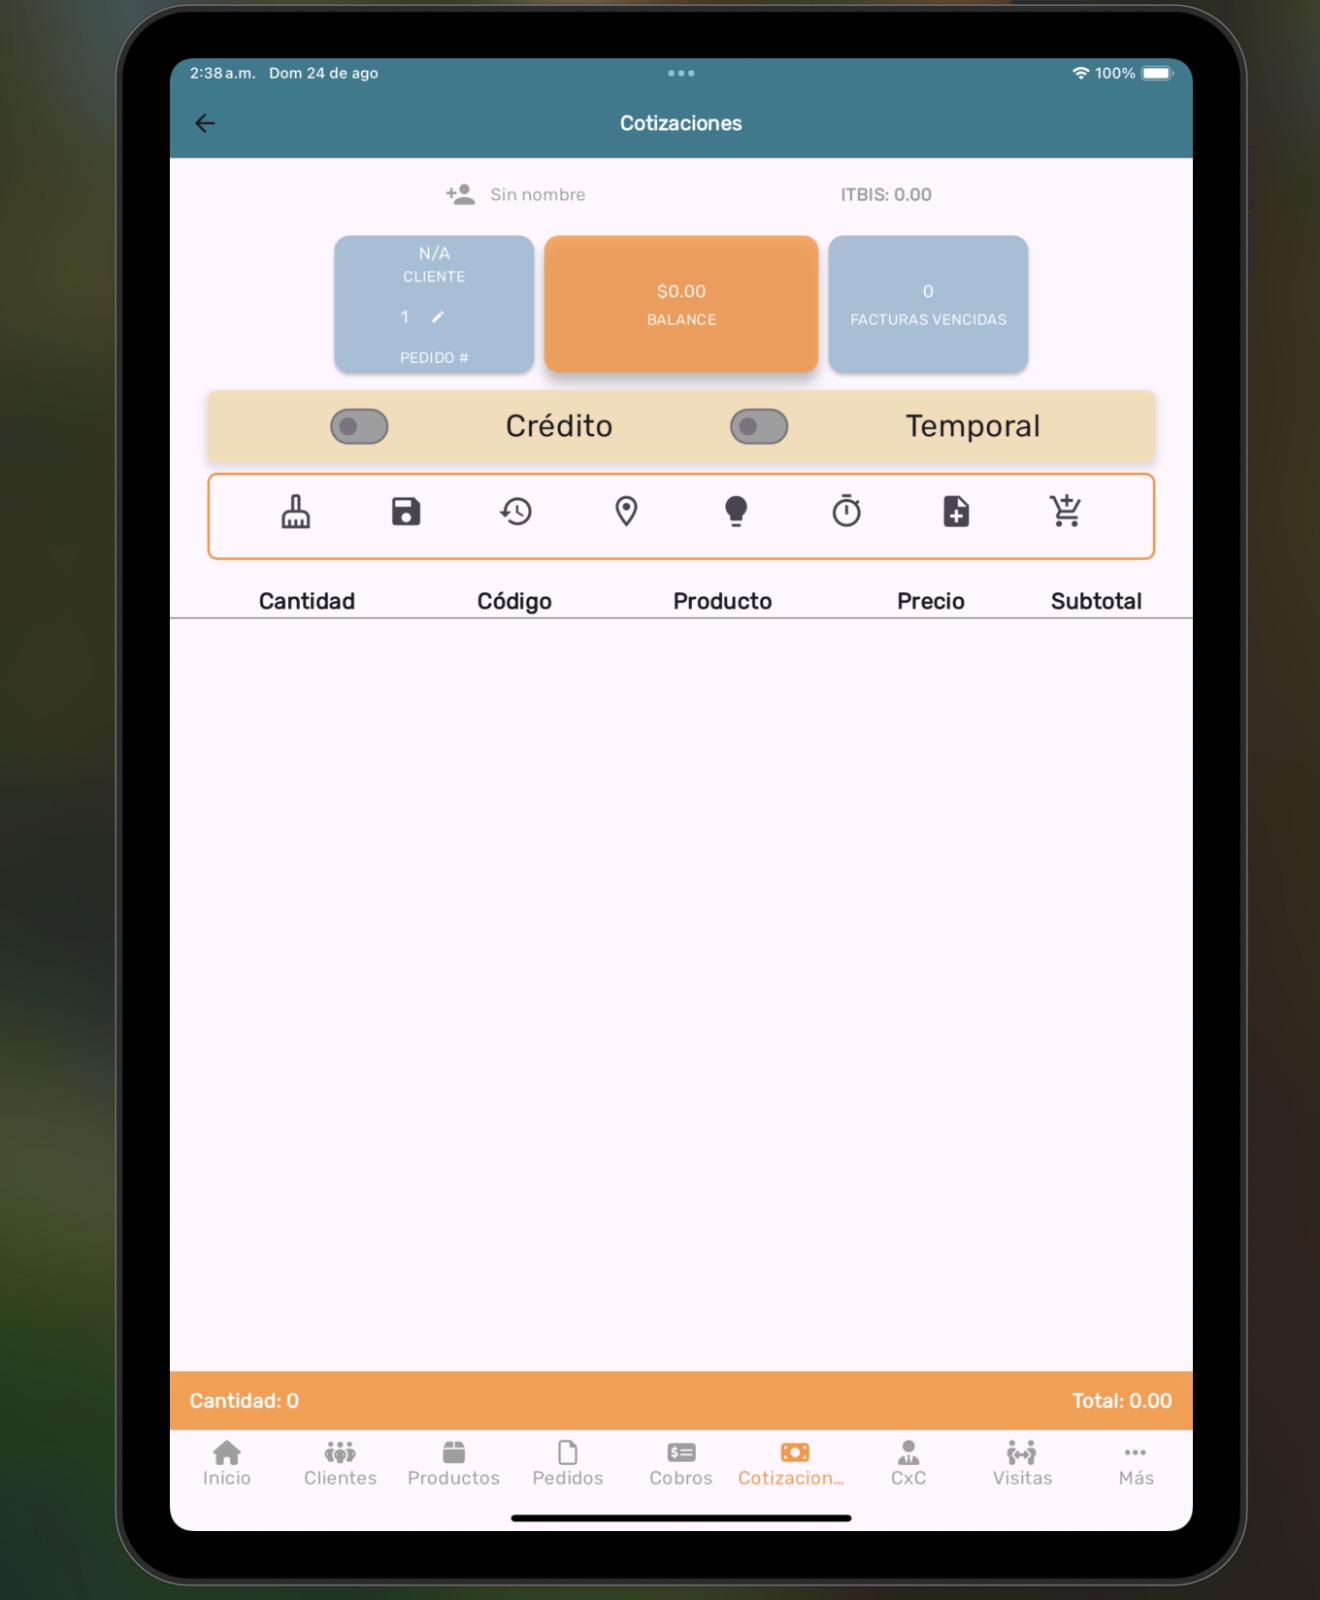 2:38 a.m. Dom 24 de ago
100%
Cotizaciones
Sin nombre
ITBIS: 0.00
N/A
CLIENTE
1
PEDIDO #
$0.00
BALANCE
0
FACTURAS VENCIDAS
Crédito
Temporal
Cantidad Código Producto Precio Subtotal
Cantidad: 0
Total: 0.00
Inicio Clientes Productos Pedidos Cobros Cotizacion... CxC Visitas Más